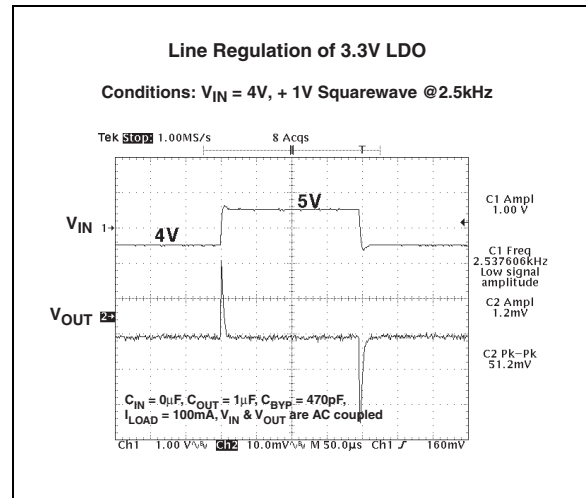 Line Regulation of 3.3V LDO
Conditions: VIN = 4V, + 1V Squarewave @2.5kHz
Tek Stop: 1.00MS/s 8 Acqs
T
5V
C1 Ampl
1.00 V
VIN 1
4V
C1 Freq
2.537606kHz
Low signal
amplitude
C2 Ampl
1.2mV
VOUT 2
C2 Pk-Pk
51.2mV
CIN = 0μF, COUT = 1μF, CBYP = 470pF,
ILOAD = 100mA, VIN & VOUT are AC coupled
Ch1 1.00 V Ch2 10.0mV M 50.0μs Ch1 160mV